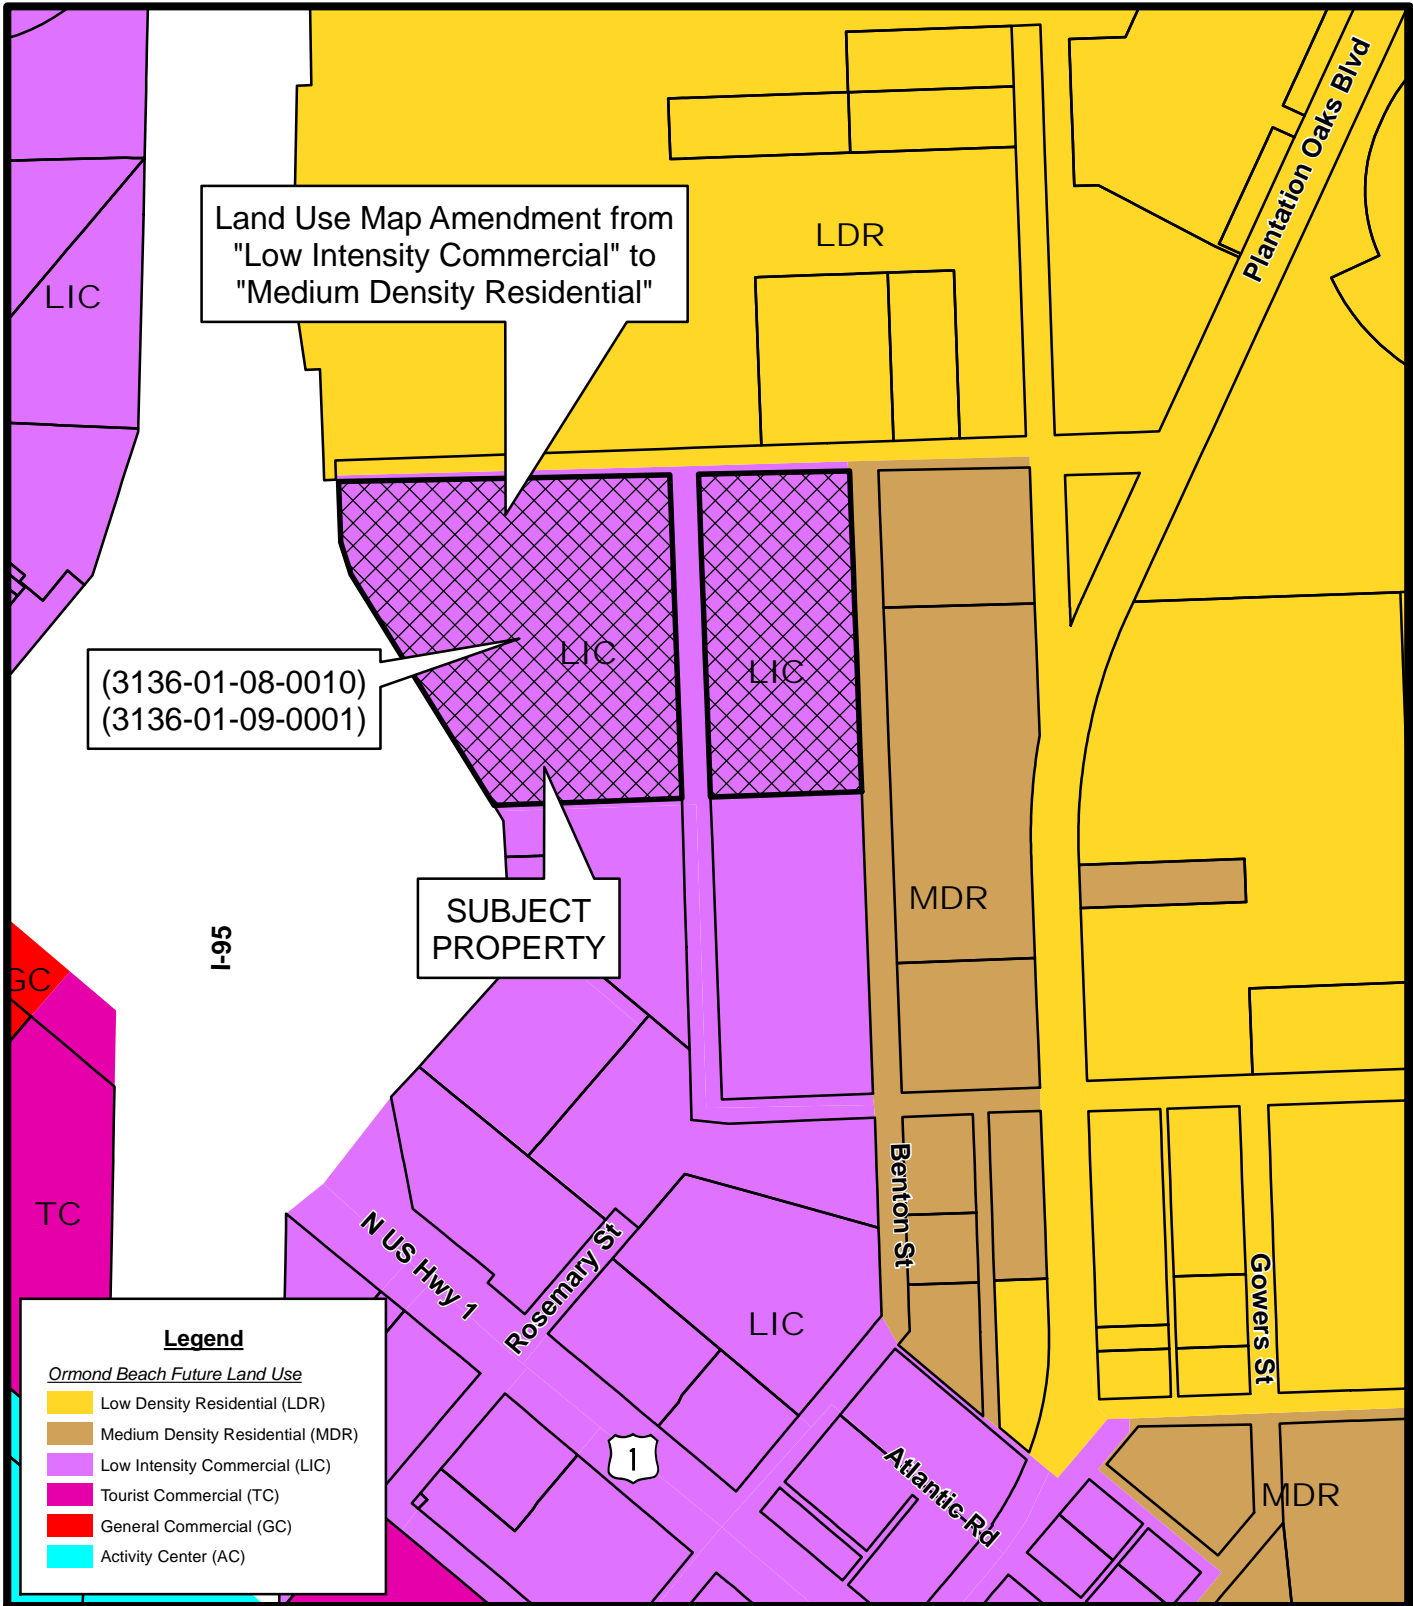 Plantation Oaks Blvd
Land Use Map Amendment from
"Low Intensity Commercial" to
"Medium Density Residential"
LDR
LIC
LIC
LIC
(3136-01-08-0010)
(3136-01-09-0001)
SUBJECT
PROPERTY
MDR
I-95
GC
TC
Benton St
N US Hwy 1
Rosemary St
Gowers St
LIC
1
Atlantic Rd
MDR
Legend
Ormond Beach Future Land Use
Low Density Residential (LDR)
Medium Density Residential (MDR)
Low Intensity Commercial (LIC)
Tourist Commercial (TC)
General Commercial (GC)
Activity Center (AC)